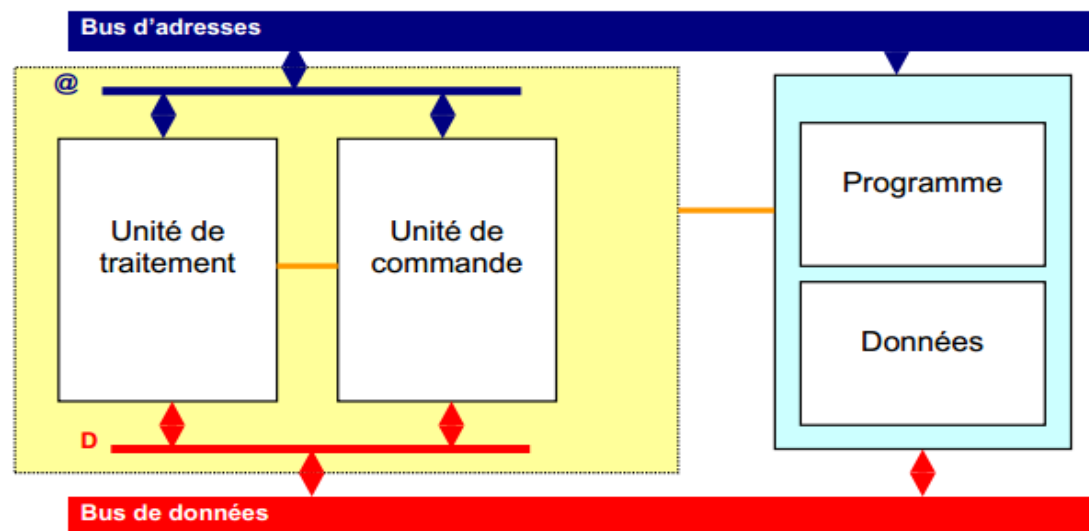 Bus d’adresses
@
Unité de
traitement
Unité de
commande
Programme
Données
D
Bus de données